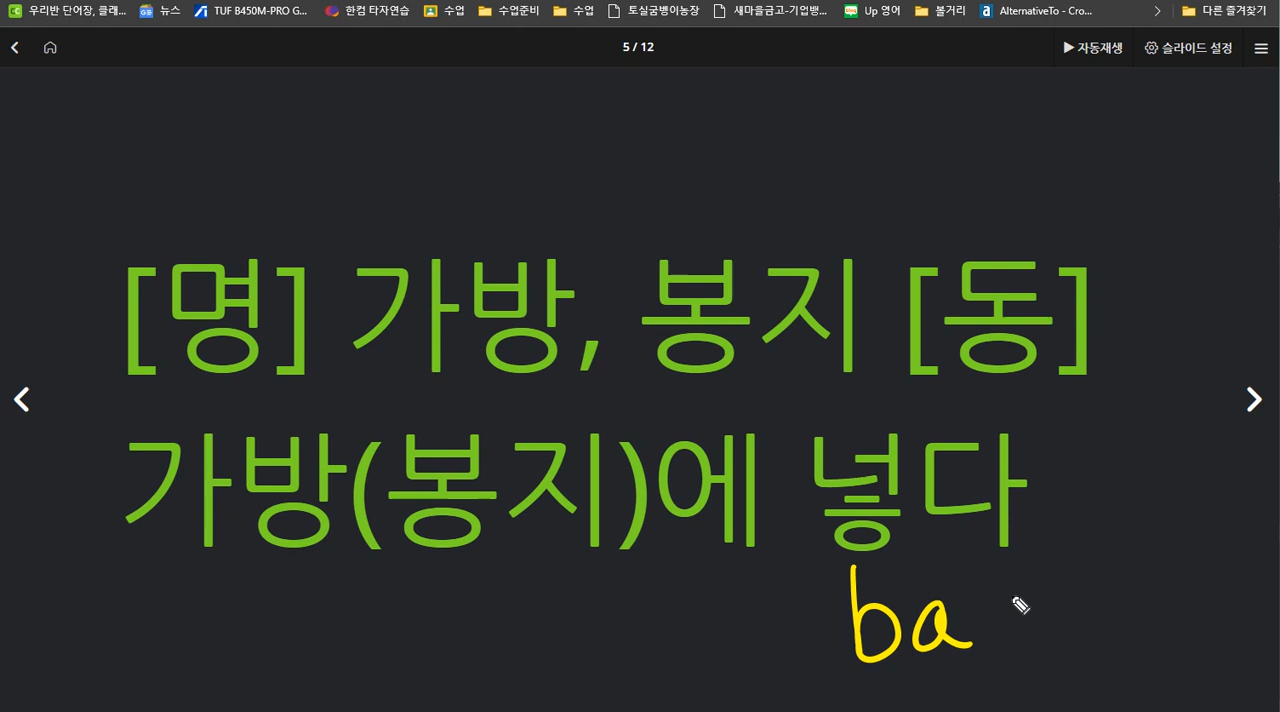 우리반 단어장, 클래... 뉴스 TUF B450M-PRO G... 한컴 타자연습 수업 수업준비 수업 토실굼벵이농장 새마을금고-기업뱅... Up 영어 볼거리 AlternativeTo - Cro... 다른 즐겨찾기
5 / 12 ▶자동재생 슬라이드 설정
[명] 가방, 봉지 [동]
가방(봉지)에 넣다
ba